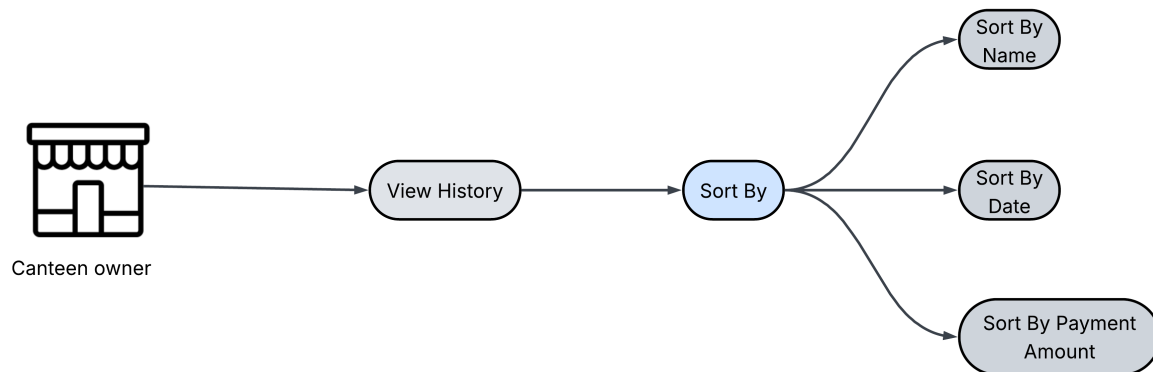 Canteen owner
View History
Sort By
Sort By
Name
Sort By
Date
Sort By Payment
Amount